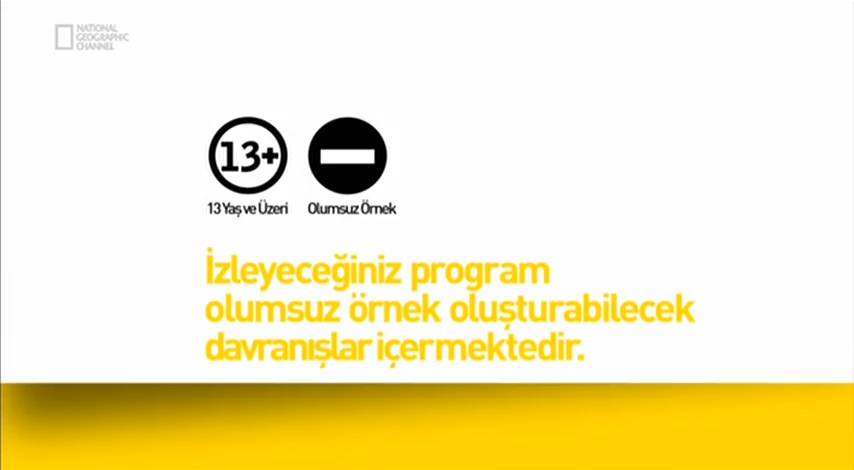 NATIONAL
GEOGRAPHIC
CHANNEL
13+
13 Yaş ve Üzeri
Olumsuz Örnek
İzleyeceğiniz program
olumsuz örnek oluşturabilecek
davranışlar içermektedir.